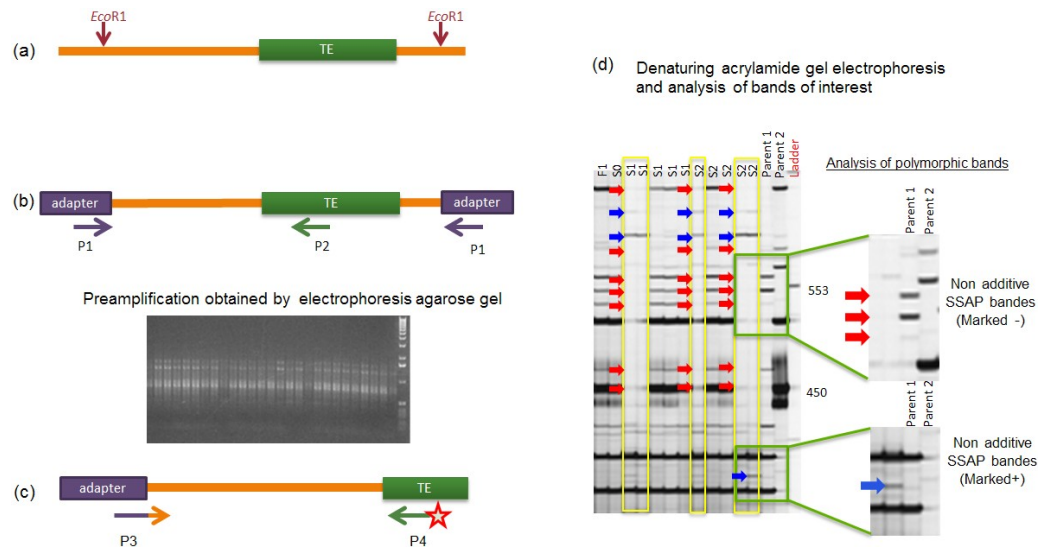 (a)
EcoR1
EcoR1
TE
(b)
adapter
TE
adapter
P1
P2
P1
Preamplification obtained by electrophoresis agarose gel
(c)
adapter
TE
P3
P4
(d)
Denaturing acrylamide gel electrophoresis
and analysis of bands of interest
F1
S0
S1
S1
S1
S1
S1
S2
S2
S2
S2
S2
Parent 1
Parent 2
Ladder
553
450
Analysis of polymorphic bands
Parent 1
Parent 2
Non additive
SSAP bandes
(Marked -)
Parent 1
Parent 2
Non additive
SSAP bandes
(Marked+)